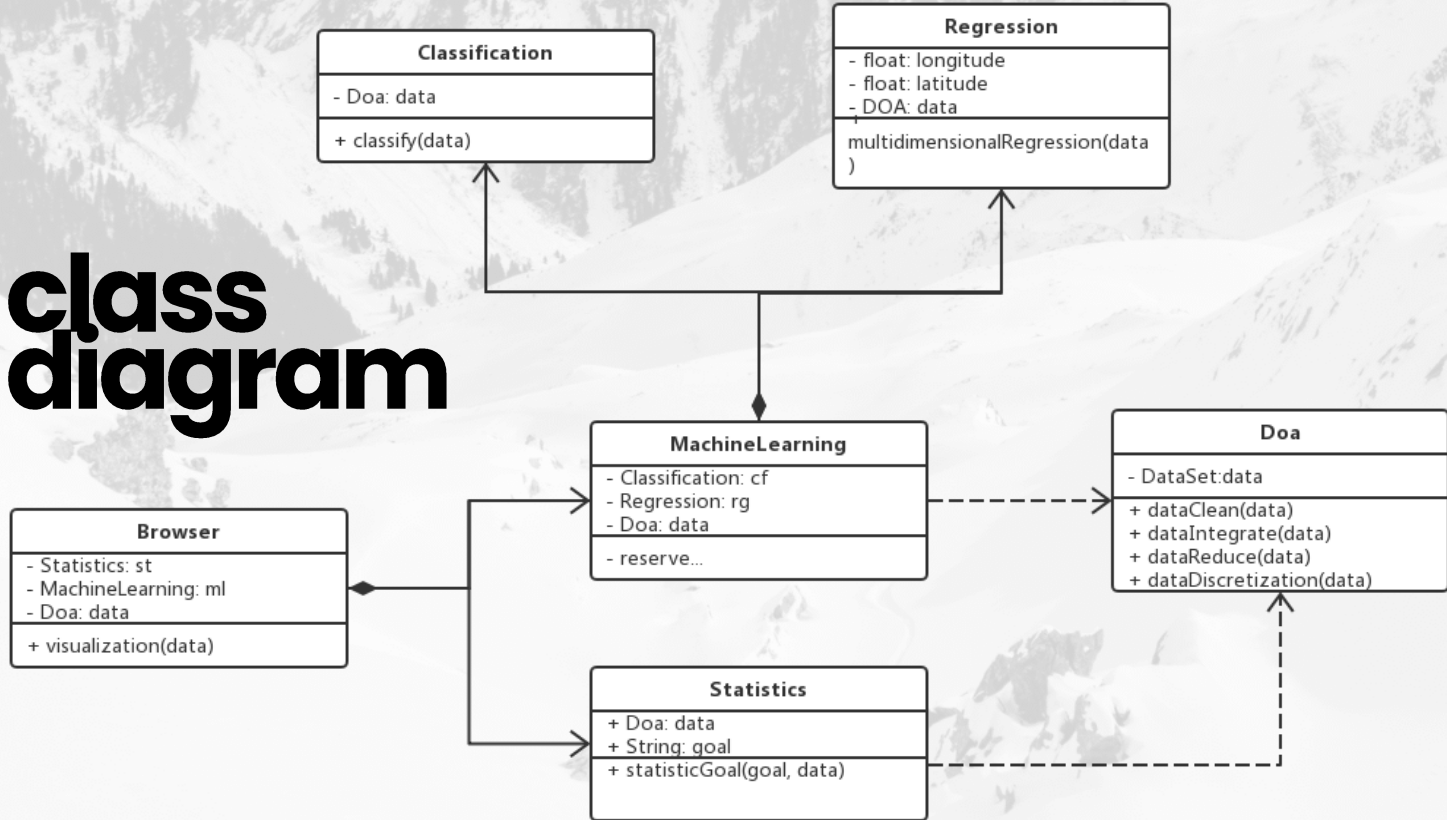 Classification
- Doa: data
+ classify(data)
Regression
- float: longitude
- float: latitude
- DOA: data
+
multidimensionalRegression(data
)
class
diagram
MachineLearning
- Classification: cf
- Regression: rg
- Doa: data
- reserve...
Doa
- DataSet:data
+ dataClean(data)
+ dataIntegrate(data)
+ dataReduce(data)
+ dataDiscretization(data)
Browser
- Statistics: st
- MachineLearning: ml
- Doa: data
+ visualization(data)
Statistics
+ Doa: data
+ String: goal
+ statisticGoal(goal, data)